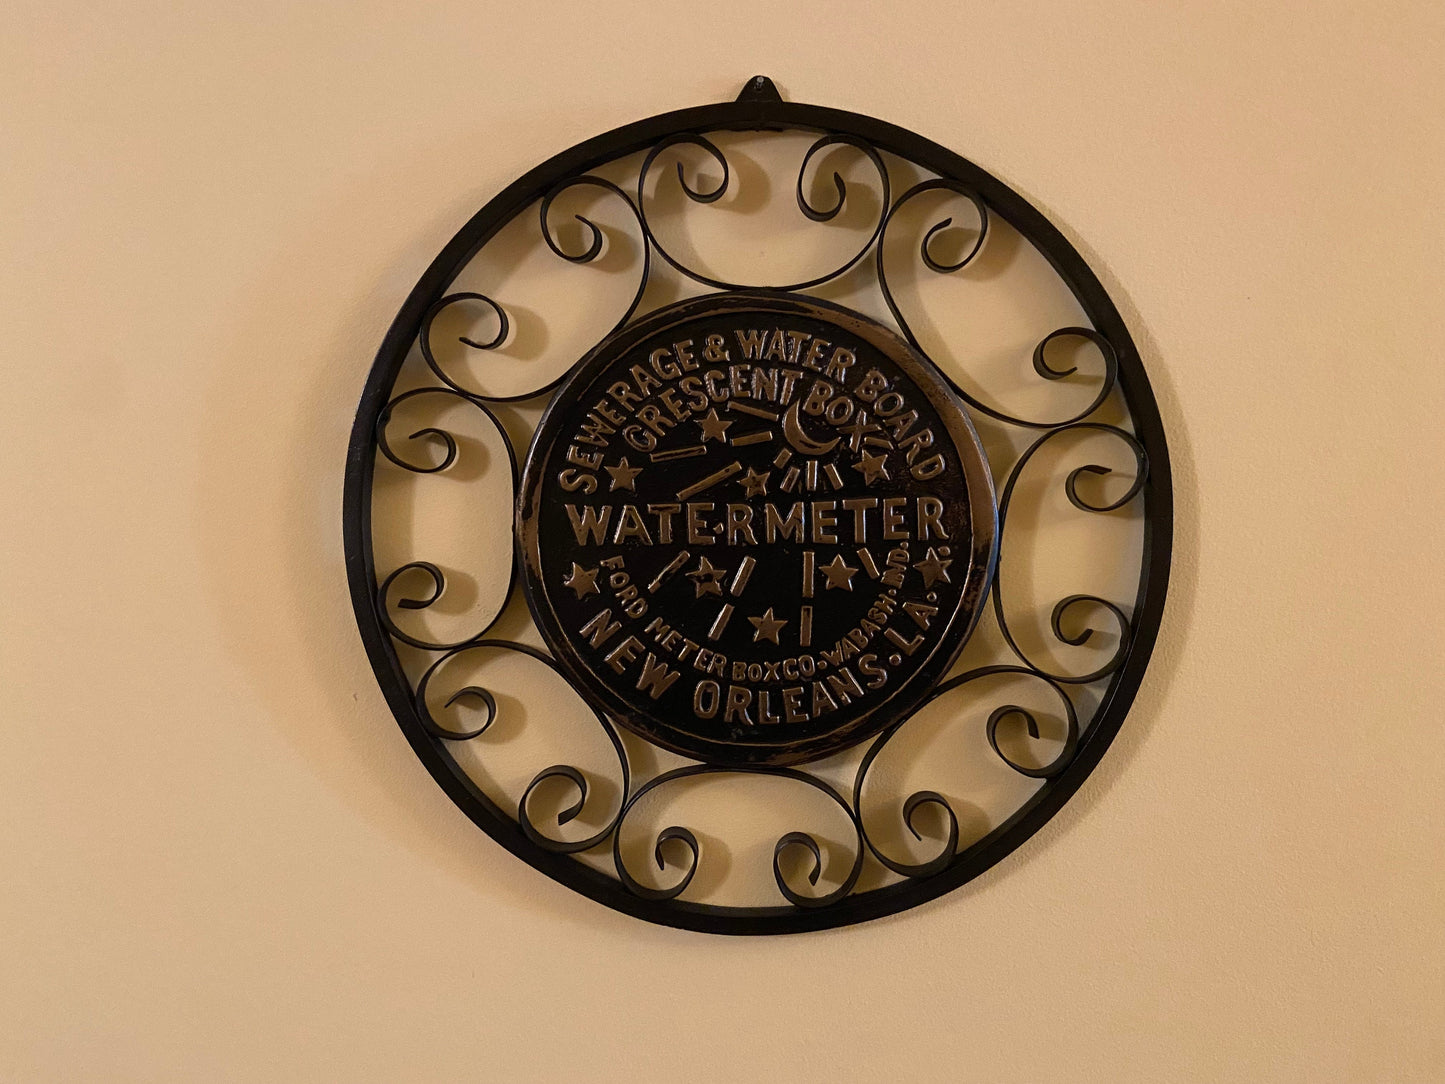 SEWERAGE & WATER BOARD
CRESCENT BOX
WATER METER
FORD METER BOX CO. WABASH. IND.
NEW ORLEANS. LA.